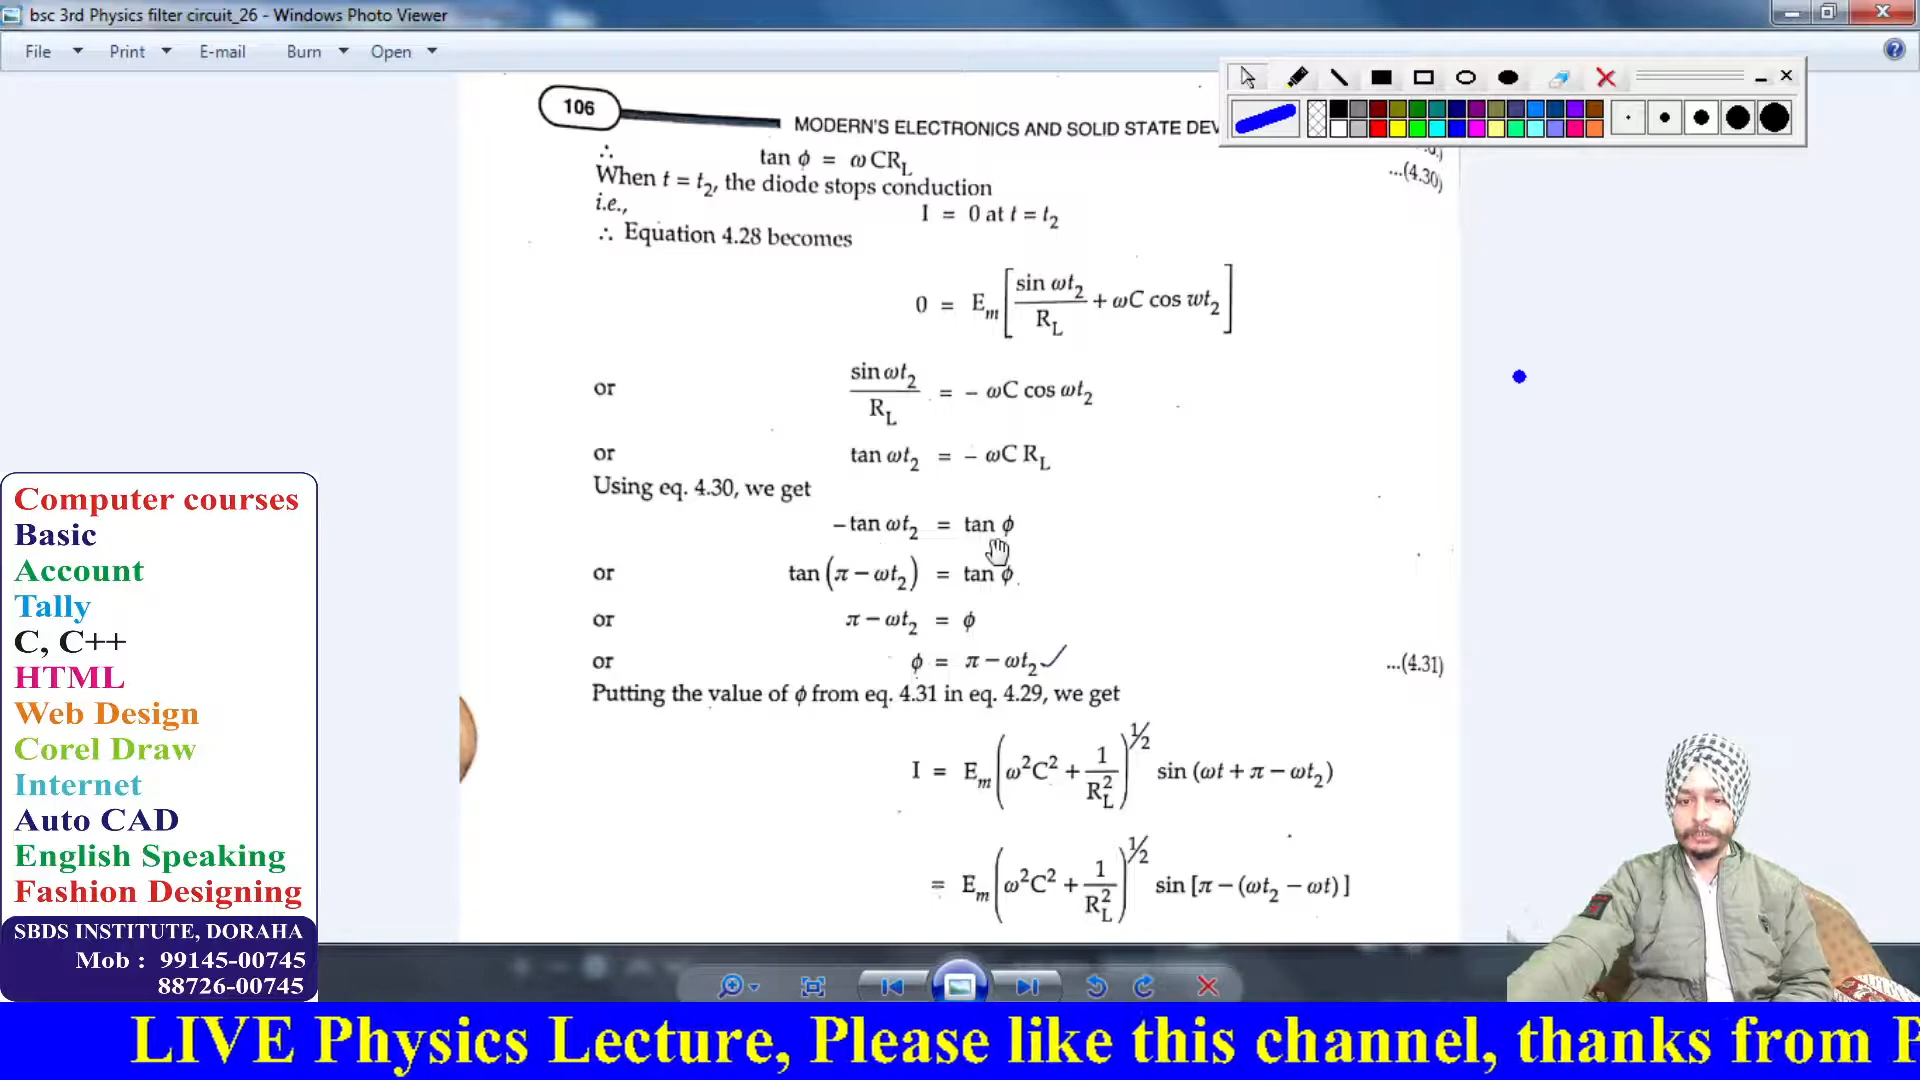 bsc 3rd Physics filter circuit_26 - Windows Photo Viewer
File Print E-mail Burn Open
106
MODERN'S ELECTRONICS AND SOLID STATE DEV
∴ tan ϕ = ω CR_L ...(4.30)
When t = t₂, the diode stops conduction
i.e., I = 0 at t = t₂
∴ Equation 4.28 becomes
0 = E_m [ sin ωt₂ / R_L + ωC cos wt₂ ]
or sin ωt₂ / R_L = – ωC cos ωt₂
or tan ωt₂ = – ωC R_L
Using eq. 4.30, we get
–tan ωt₂ = tan ϕ
or tan (π – ωt₂) = tan ϕ
or π – ωt₂ = ϕ
or ϕ = π – ωt₂ ...(4.31)
Putting the value of ϕ from eq. 4.31 in eq. 4.29, we get
I = E_m (ω²C² + 1/R_L²)^½ sin (ωt + π – ωt₂)
= E_m (ω²C² + 1/R_L²)^½ sin [π – (ωt₂ – ωt)]
Computer courses
Basic
Account
Tally
C, C++
HTML
Web Design
Corel Draw
Internet
Auto CAD
English Speaking
Fashion Designing
SBDS INSTITUTE, DORAHA
Mob : 99145-00745
88726-00745
LIVE Physics Lecture, Please like this channel, thanks from P